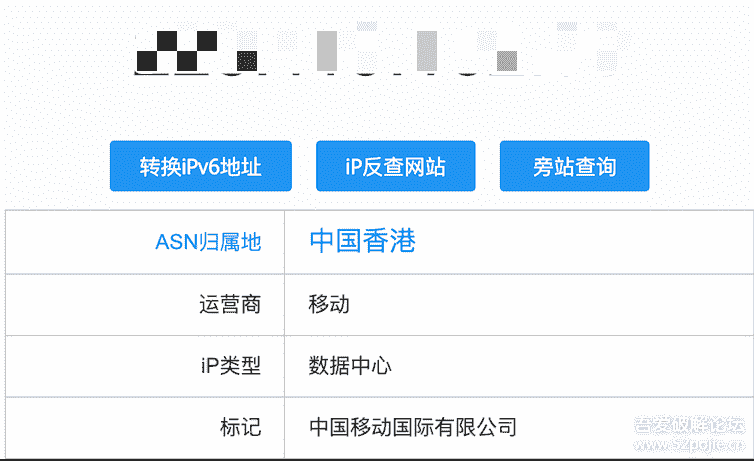 转换iPv6地址 iP反查网站 旁站查询
ASN归属地 中国香港
运营商 移动
iP类型 数据中心
标记 中国移动国际有限公司
吾爱破解论坛
www.52pojie.cn